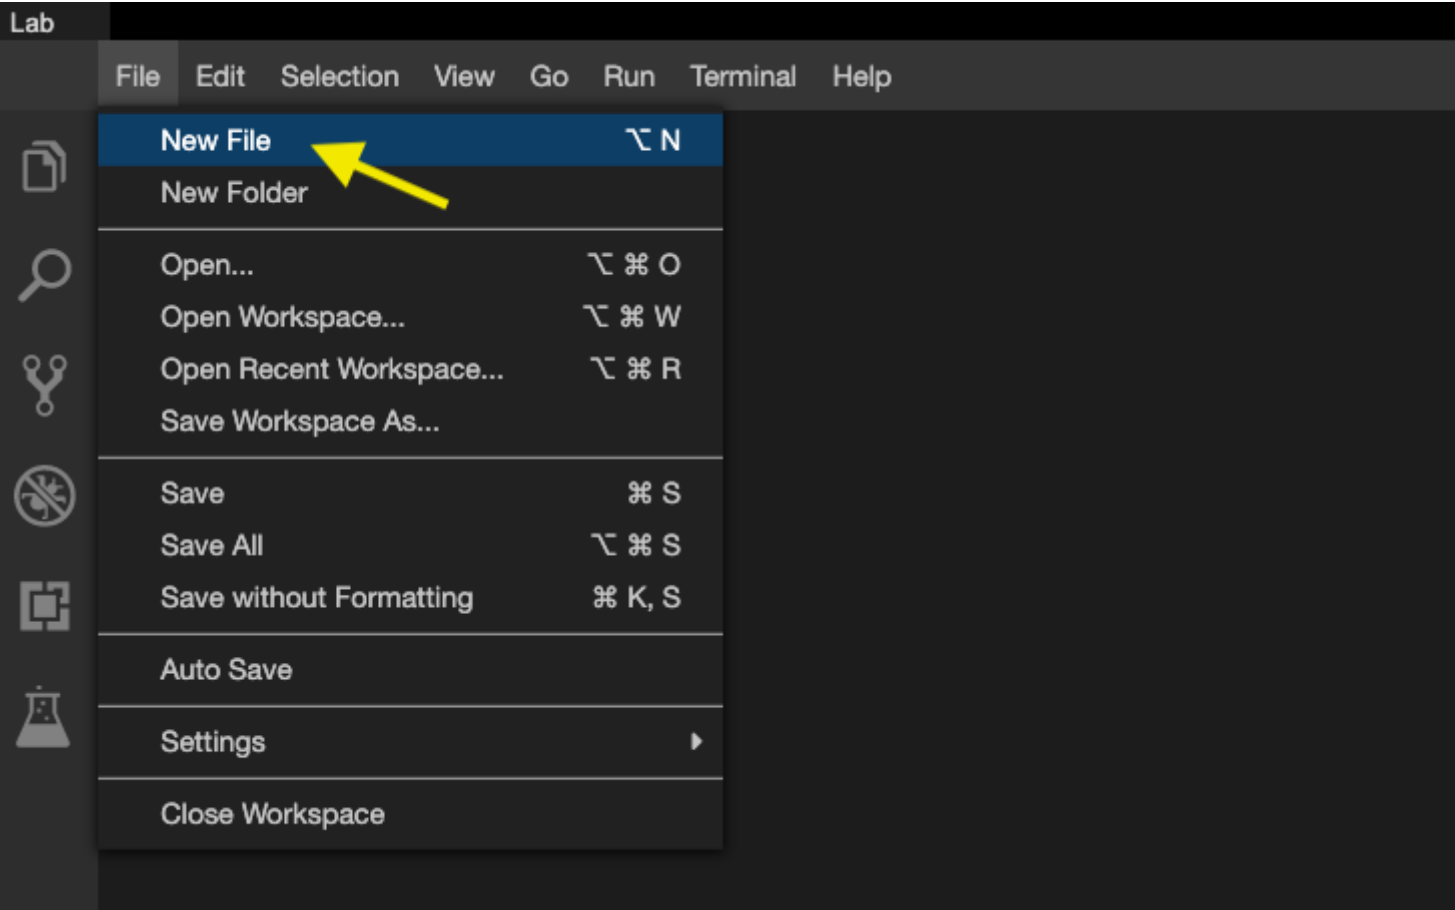 Lab
File Edit Selection View Go Run Terminal Help
New File ⌥ N
New Folder
Open... ⌥ ⌘ O
Open Workspace... ⌥ ⌘ W
Open Recent Workspace... ⌥ ⌘ R
Save Workspace As...
Save ⌘ S
Save All ⌥ ⌘ S
Save without Formatting ⌘ K, S
Auto Save
Settings
Close Workspace